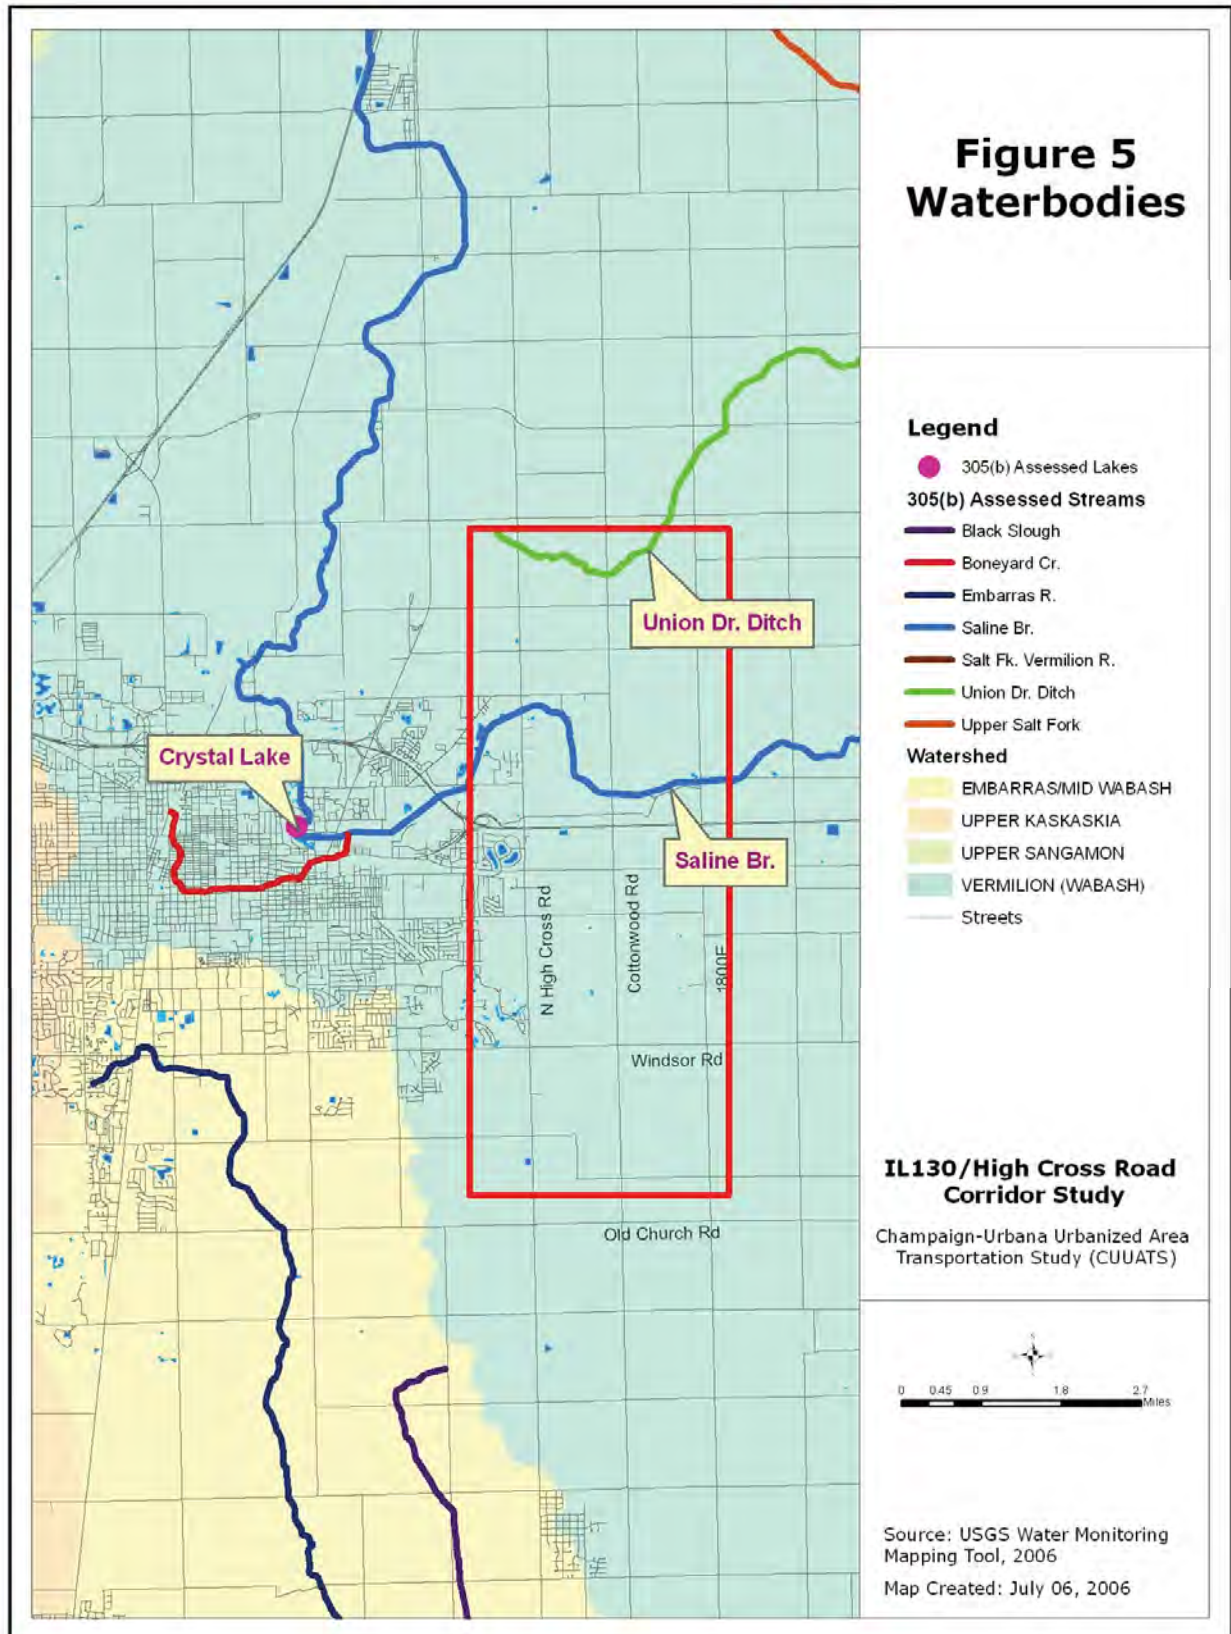 Figure 5
Waterbodies
Legend
305(b) Assessed Lakes
305(b) Assessed Streams
Black Slough
Boneyard Cr.
Embarras R.
Saline Br.
Salt Fk. Vermilion R.
Union Dr. Ditch
Upper Salt Fork
Watershed
EMBARRAS/MID WABASH
UPPER KASKASKIA
UPPER SANGAMON
VERMILION (WABASH)
Streets
Union Dr. Ditch
Crystal Lake
Saline Br.
N High Cross Rd
Cottonwood Rd
1800E
Windsor Rd
Old Church Rd
IL130/High Cross Road
Corridor Study
Champaign-Urbana Urbanized Area
Transportation Study (CUUATS)
0 0.45 0.9 1.8 2.7
Miles
Source: USGS Water Monitoring
Mapping Tool, 2006
Map Created: July 06, 2006